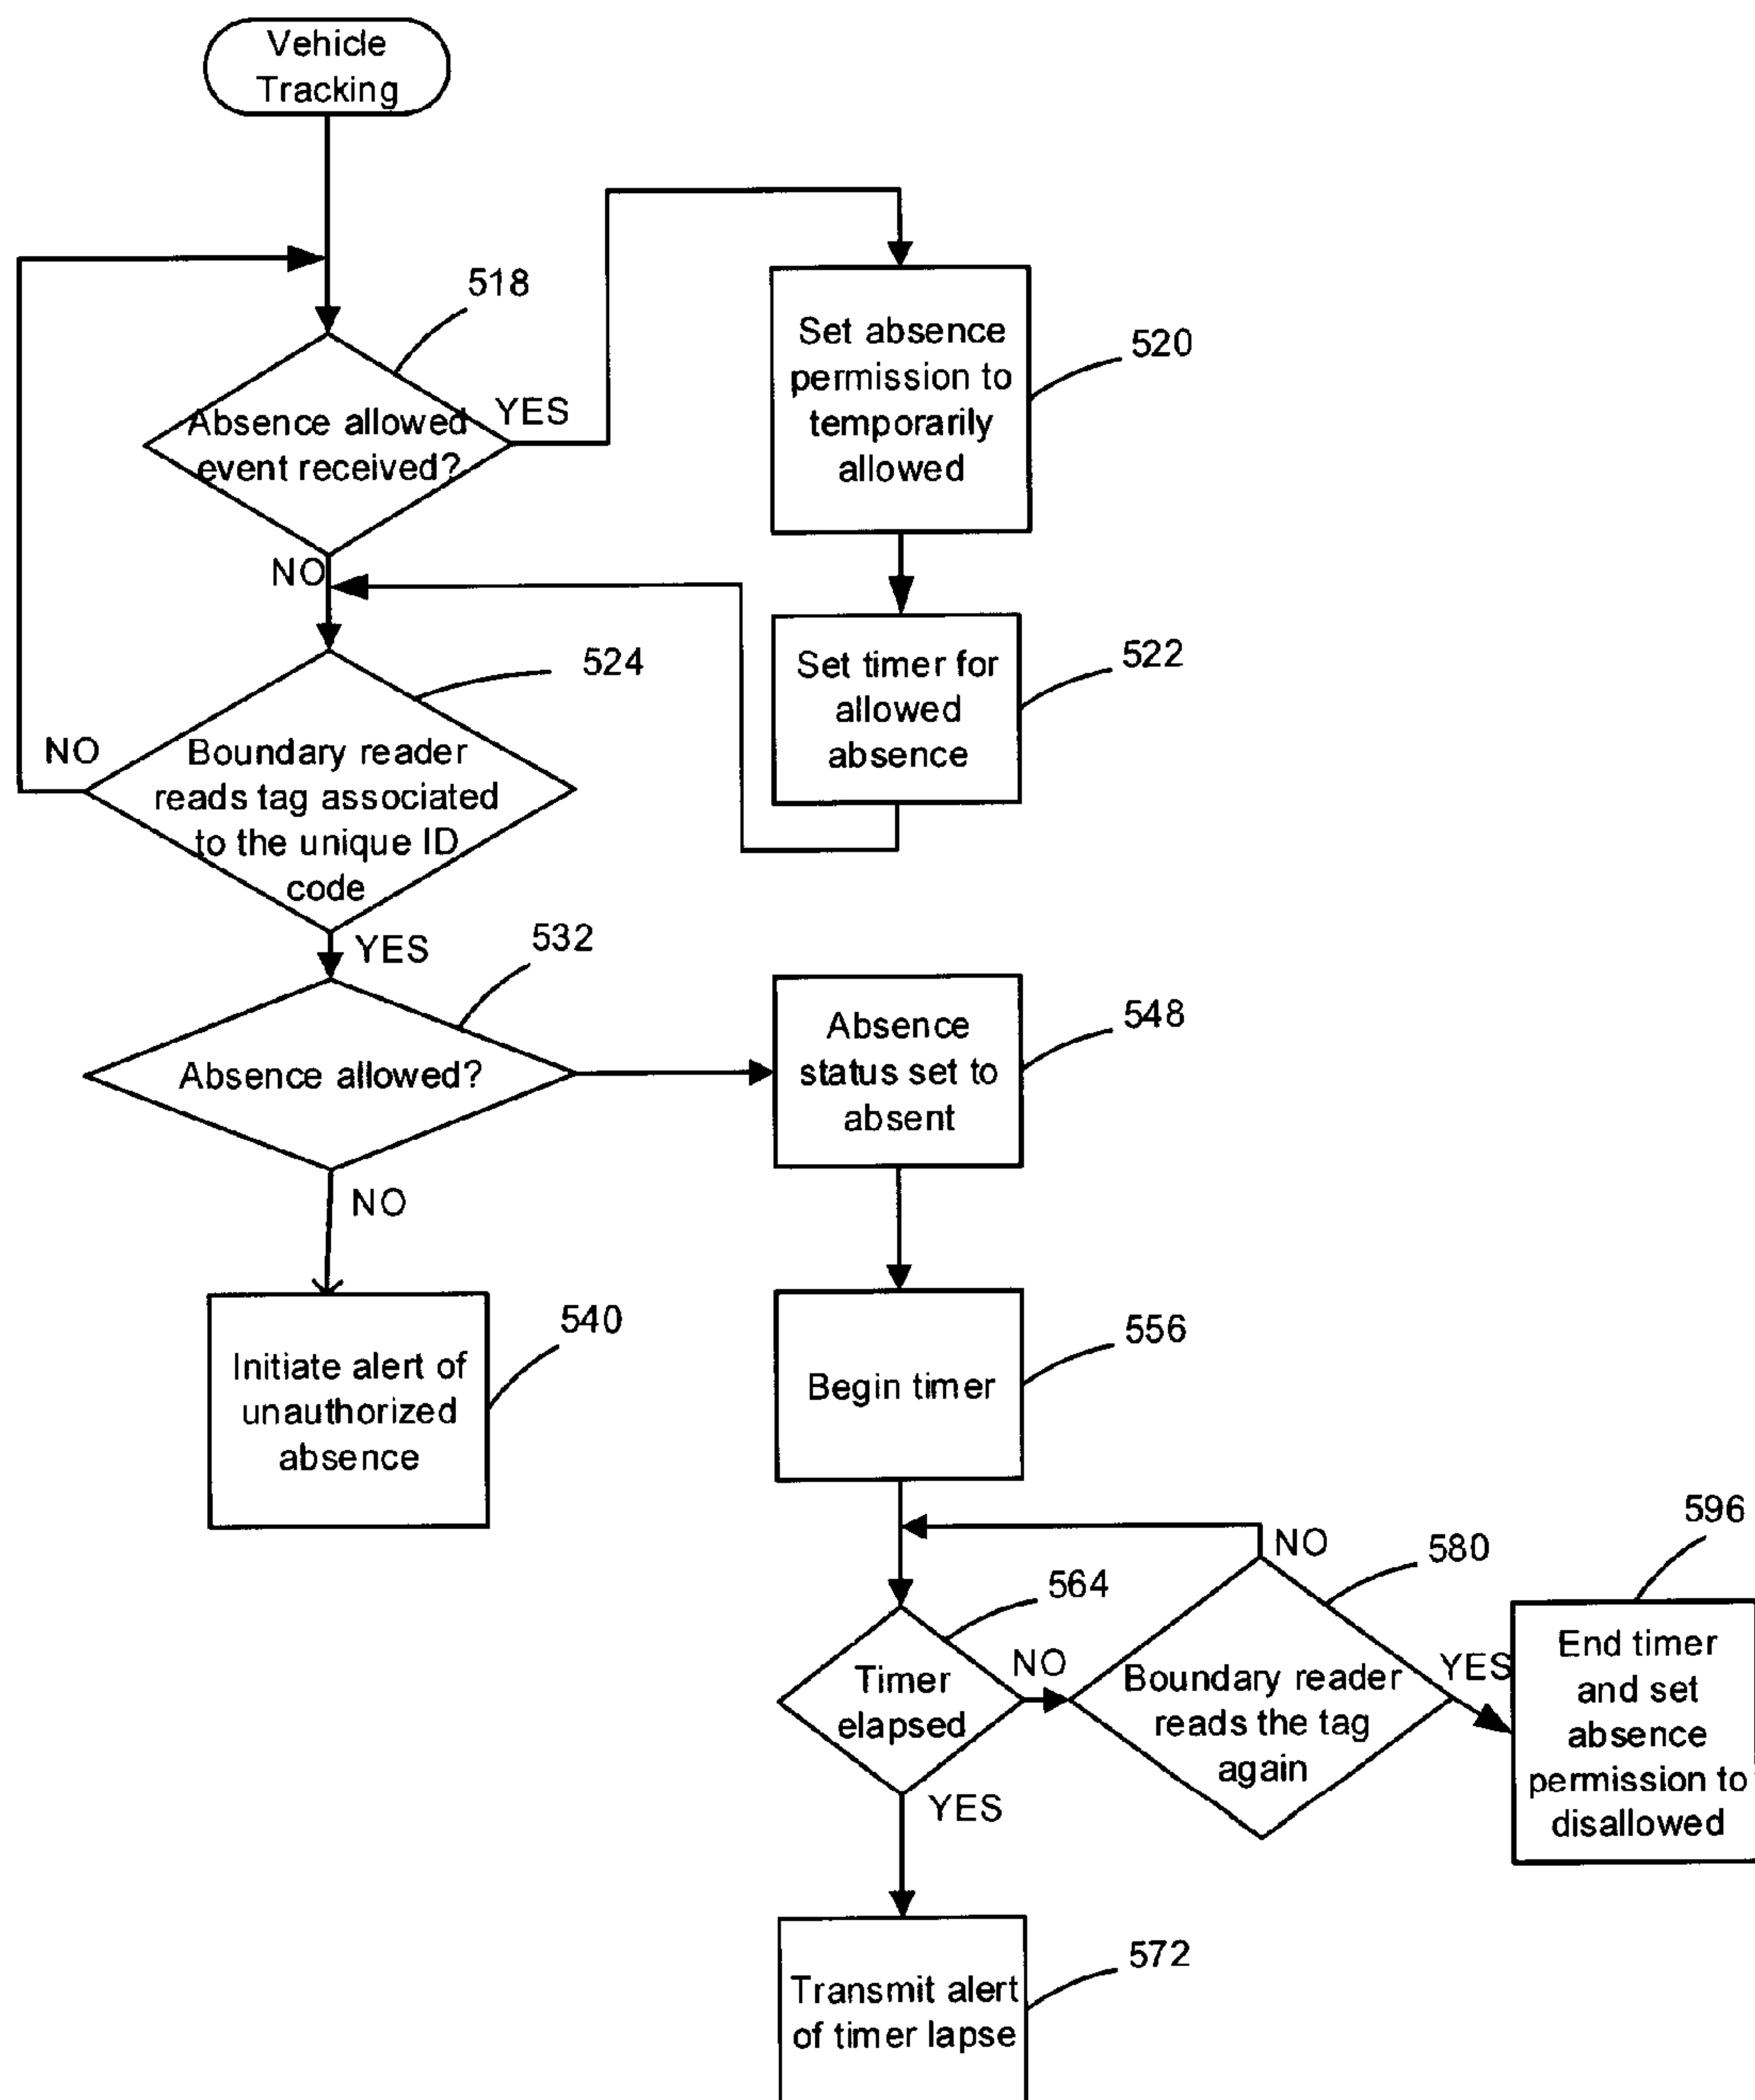 Vehicle
Tracking
518
Absence allowed
event received?
YES
NO
Set absence
permission to
temporarily
allowed
520
Set timer for
allowed
absence
522
524
Boundary reader
reads tag associated
to the unique ID
code
NO
YES
532
Absence allowed?
NO
Absence
status set to
absent
548
Initiate alert of
unauthorized
absence
540
Begin timer
556
564
Timer
elapsed
NO
YES
580
Boundary reader
reads the tag
again
NO
YES
596
End timer
and set
absence
permission to
disallowed
Transmit alert
of timer lapse
572